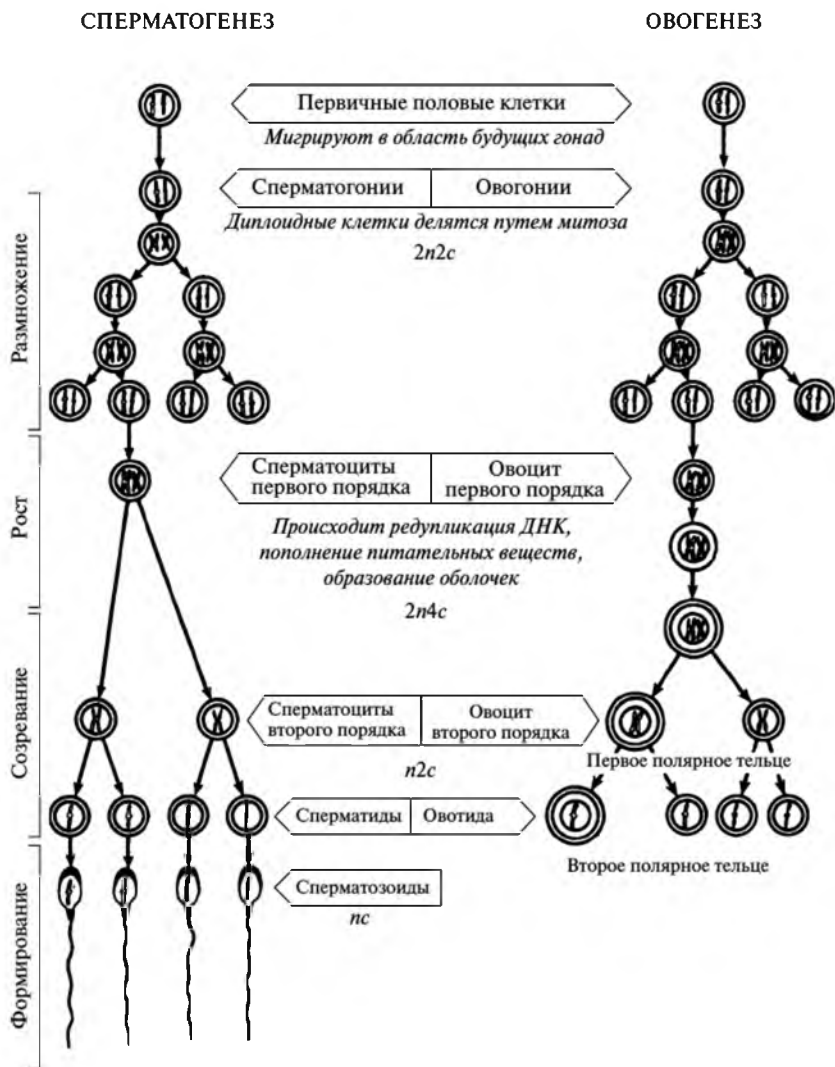 СПЕРМАТОГЕНЕЗ
ОВОГЕНЕЗ
Первичные половые клетки
Мигрируют в область будущих гонад
Сперматогонии
Овогонии
Диплоидные клетки делятся путем митоза
2n2c
Размножение
Сперматоциты
первого порядка
Овоцит
первого порядка
Происходит редупликация ДНК,
пополнение питательных веществ,
образование оболочек
2n4c
Рост
Сперматоциты
второго порядка
Овоцит
второго порядка
n2c
Первое полярное тельце
Созревание
Сперматиды
Овотида
Второе полярное тельце
Сперматозоиды
nc
Формирование